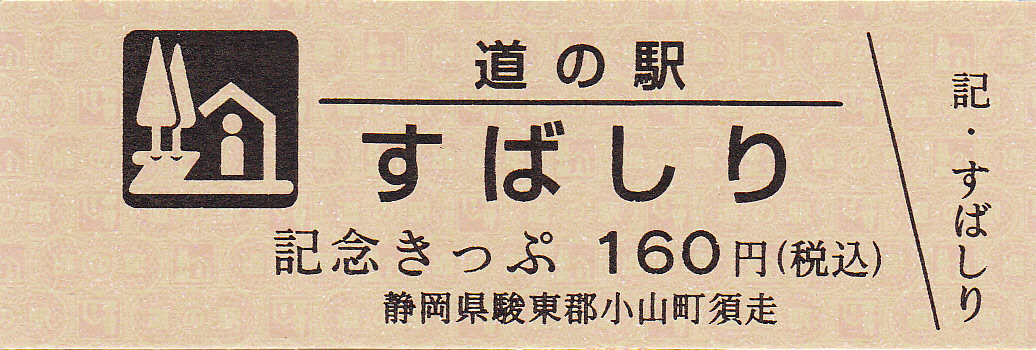 道の駅
すばしり
記念きっぷ 160円(税込)
静岡県駿東郡小山町須走
記・すばしり